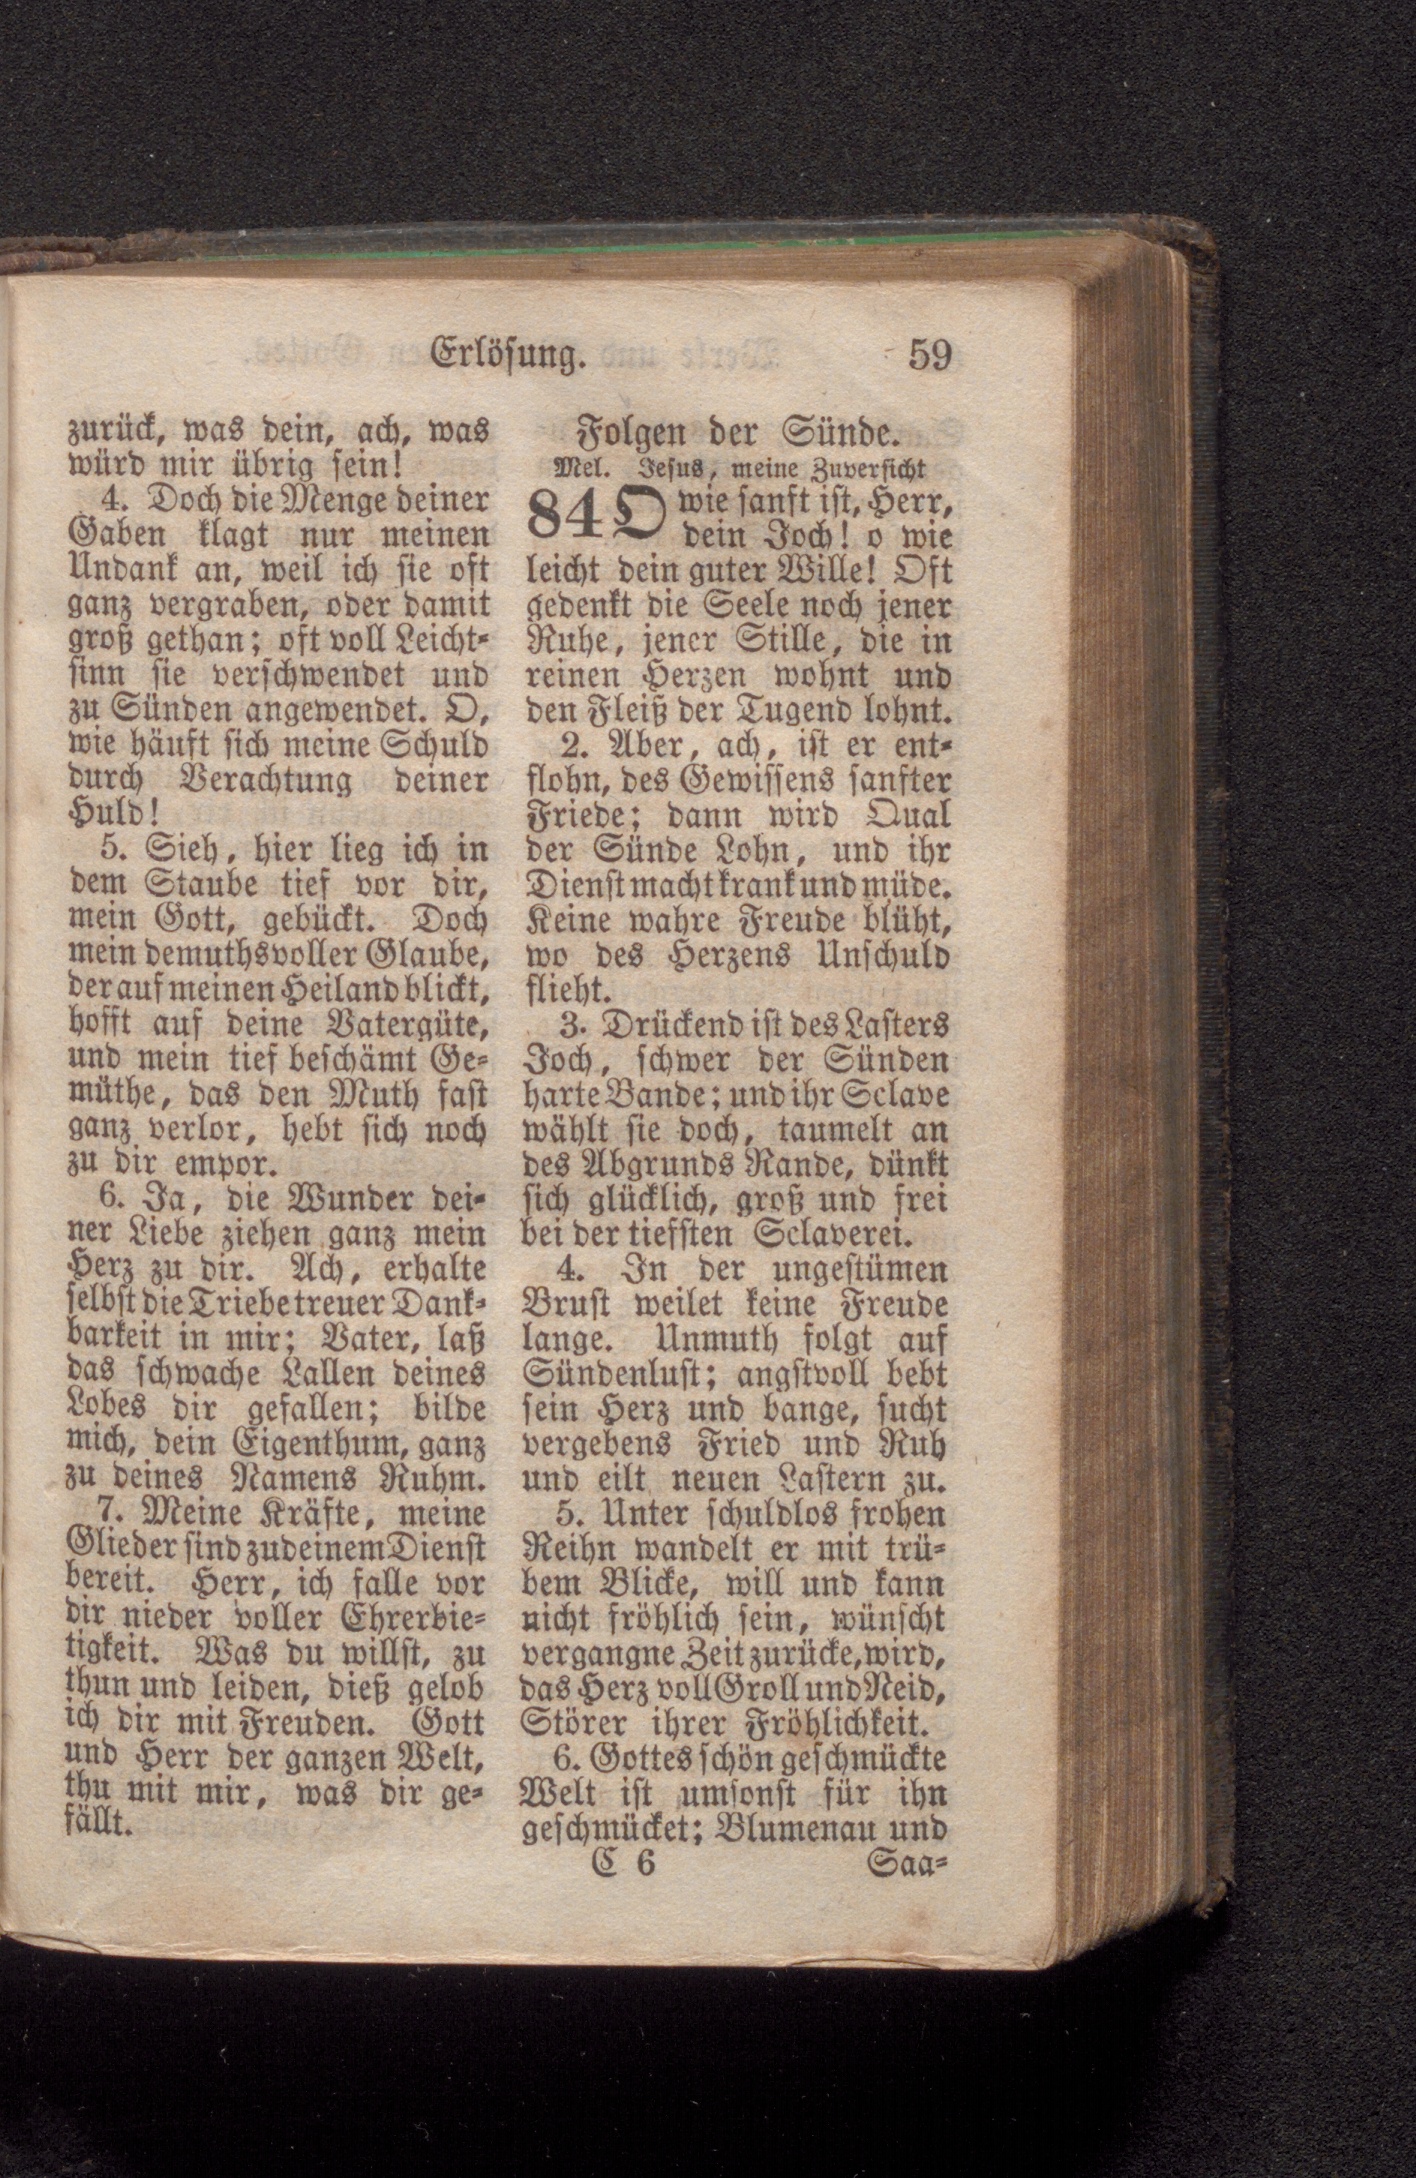 Erlösung. 59
zurück, was dein, ach, was
würd mir übrig sein!
4. Doch die Menge deiner
Gaben klagt nur meinen
Undank an, weil ich sie oft
ganz vergraben, oder damit
groß gethan; oft voll Leicht-
sinn sie verschwendet und
zu Sünden angewendet. O,
wie häuft sich meine Schuld
durch Verachtung deiner
Huld!
5. Sieh, hier lieg ich in
dem Staube tief vor dir,
mein Gott, gebückt. Doch
mein demuthsvoller Glaube,
der auf meinen Heiland blickt,
hofft auf deine Vatergüte,
und mein tief beschämt Ge-
müthe, das den Muth fast
ganz verlor, hebt sich noch
zu dir empor.
6. Ja, die Wunder dei-
ner Liebe ziehen ganz mein
Herz zu dir. Ach, erhalte
selbst die Triebe treuer Dank-
barkeit in mir; Vater, laß
das schwache Lallen deines
Lobes dir gefallen; bilde
mich, dein Eigenthum, ganz
zu deines Namens Ruhm.
7. Meine Kräfte, meine
Glieder sind zu deinem Dienst
bereit. Herr, ich falle vor
dir nieder voller Ehrerbie-
tigkeit. Was du willst, zu
thun und leiden, dieß gelob
ich dir mit Freuden. Gott
und Herr der ganzen Welt,
thu mit mir, was dir ge-
fällt.
Folgen der Sünde.
Mel. Jesus, meine Zuversicht
84 O wie sanft ist, Herr,
dein Joch! o wie
leicht dein guter Wille! Oft
gedenkt die Seele noch jener
Ruhe, jener Stille, die in
reinen Herzen wohnt und
den Fleiß der Tugend lohnt.
2. Aber, ach, ist er ent-
flohn, des Gewissens sanfter
Friede; dann wird Qual
der Sünde Lohn, und ihr
Dienst macht krank und müde.
Keine wahre Freude blüht,
wo des Herzens Unschuld
flieht.
3. Drückend ist des Lasters
Joch, schwer der Sünden
harte Bande; und ihr Sclave
wählt sie doch, taumelt an
des Abgrunds Rande, dünkt
sich glücklich, groß und frei
bei der tiefsten Sclaverei.
4. In der ungestümen
Brust weilet keine Freude
lange. Unmuth folgt auf
Sündenlust; angstvoll bebt
sein Herz und bange, sucht
vergebens Fried und Ruh
und eilt neuen Lastern zu.
5. Unter schuldlos frohen
Reihn wandelt er mit trü-
bem Blicke, will und kann
nicht fröhlich sein, wünscht
vergangne Zeit zurücke, wird,
das Herz voll Groll und Neid,
Störer ihrer Fröhlichkeit.
6. Gottes schön geschmückte
Welt ist umsonst für ihn
geschmücket; Blumenau und
C 6 Saa-